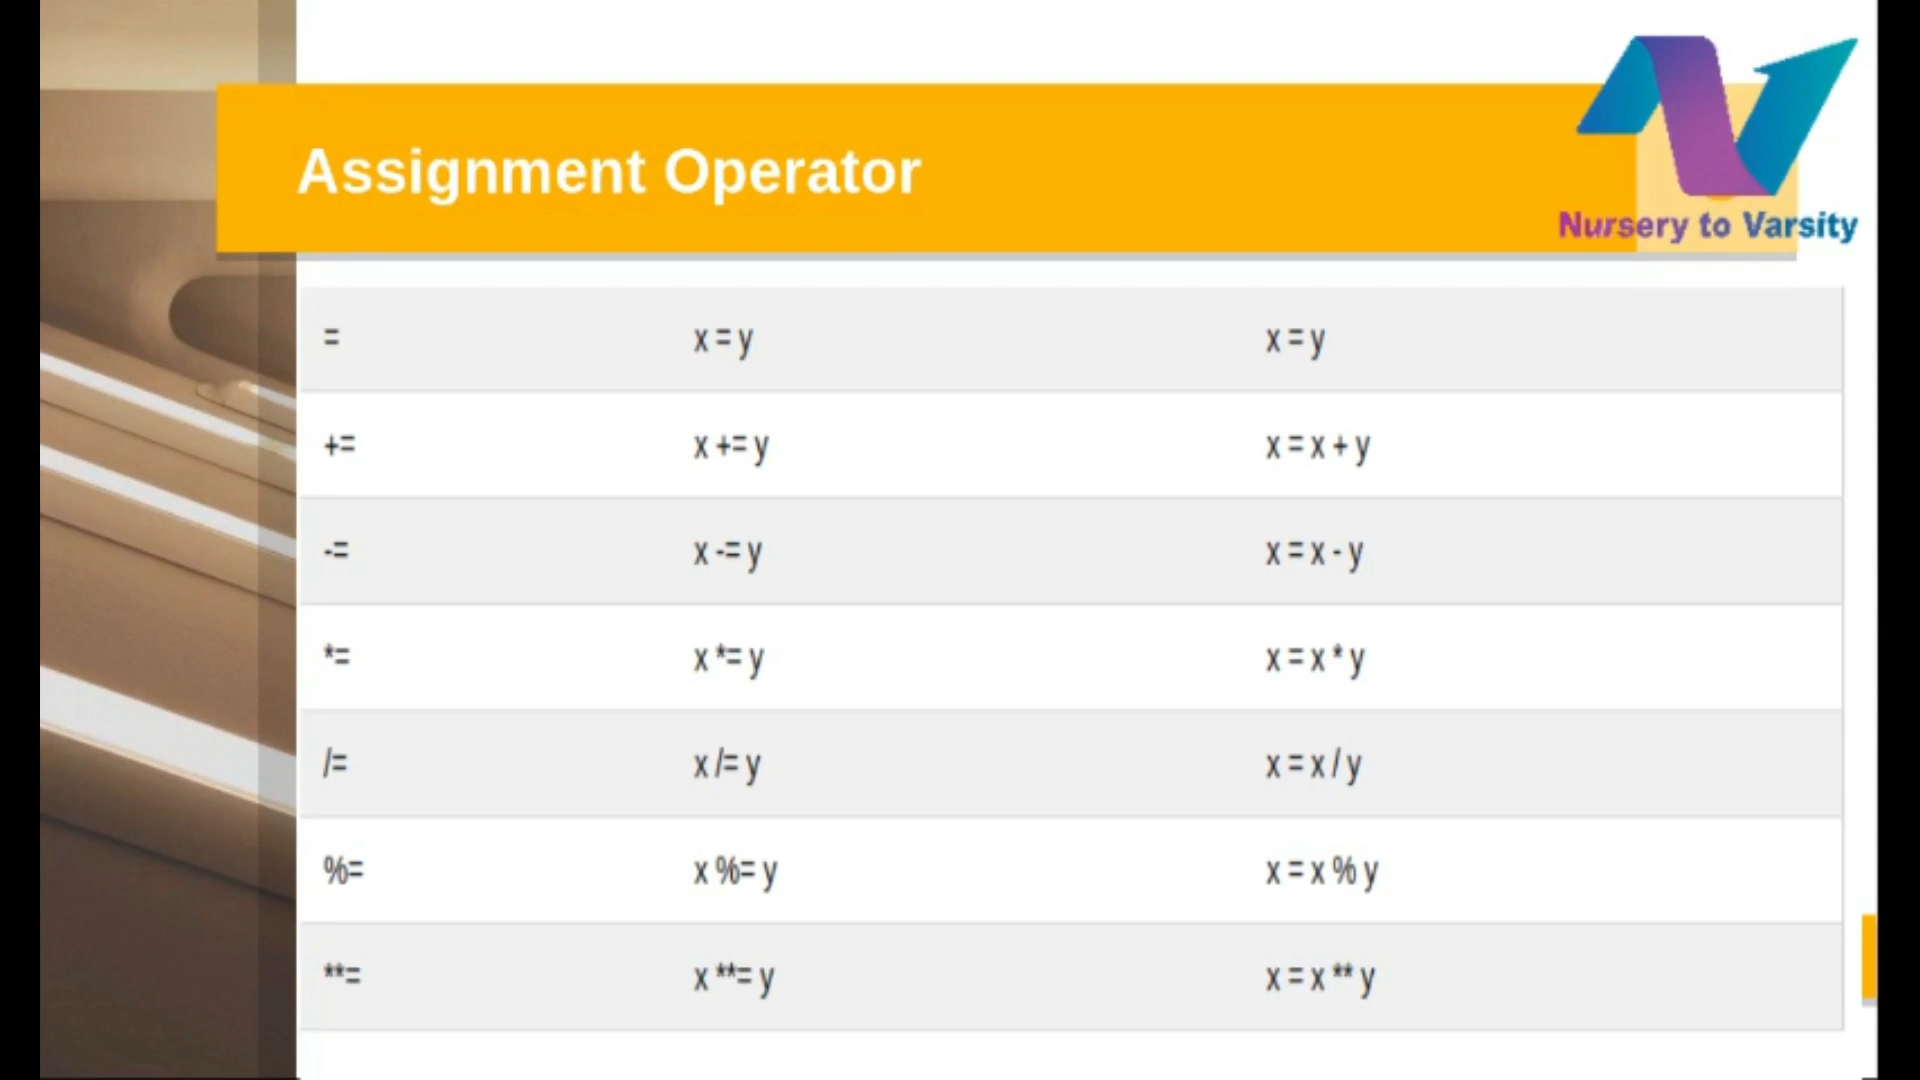 Assignment Operator
Nursery to Varsity
= x = y x = y
+= x += y x = x + y
-= x -= y x = x - y
*= x *= y x = x * y
/= x /= y x = x / y
%= x %= y x = x % y
**= x **= y x = x ** y